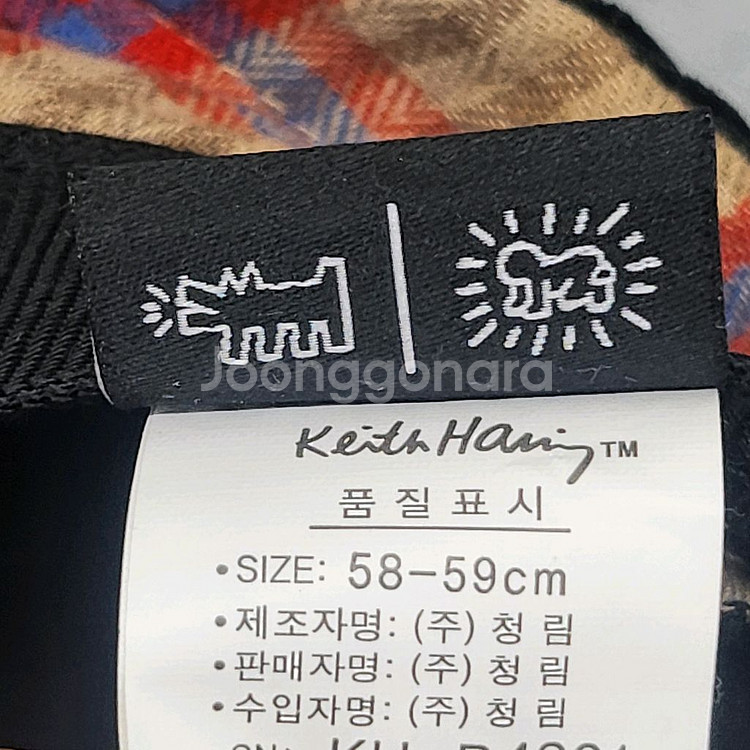 Joonggonara
Keith Haring™
품질표시
•SIZE: 58-59cm
•제조자명: (주) 청림
•판매자명: (주) 청림
•수입자명: (주) 청림